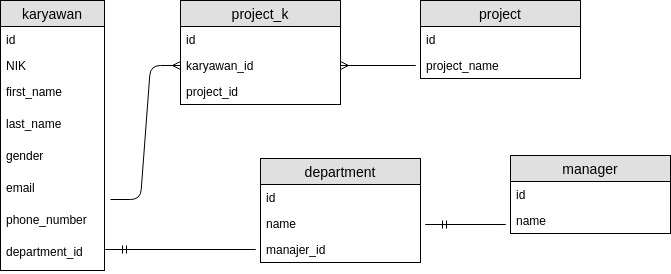 karyawan
id
NIK
first_name
last_name
gender
email
phone_number
department_id
project_k
id
karyawan_id
project_id
project
id
project_name
department
id
name
manajer_id
manager
id
name